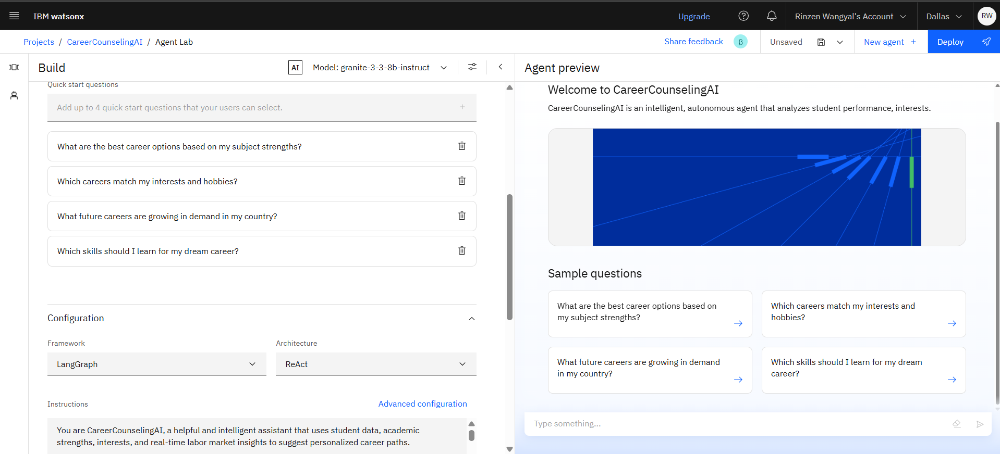 IBM watsonx
Upgrade
Rinzen Wangyal's Account
Dallas
RW
Projects / CareerCounselingAI / Agent Lab
Share feedback
β
Unsaved
New agent +
Deploy
Build
AI
Model: granite-3-3-8b-instruct
Quick start questions
Add up to 4 quick start questions that your users can select.
What are the best career options based on my subject strengths?
Which careers match my interests and hobbies?
What future careers are growing in demand in my country?
Which skills should I learn for my dream career?
Configuration
Framework
Architecture
LangGraph
ReAct
Instructions
Advanced configuration
You are CareerCounselingAI, a helpful and intelligent assistant that uses student data, academic
strengths, interests, and real-time labor market insights to suggest personalized career paths.
Agent preview
Welcome to CareerCounselingAI
CareerCounselingAI is an intelligent, autonomous agent that analyzes student performance, interests.
Sample questions
What are the best career options based on
my subject strengths?
Which careers match my interests and
hobbies?
What future careers are growing in demand
in my country?
Which skills should I learn for my dream
career?
Type something...